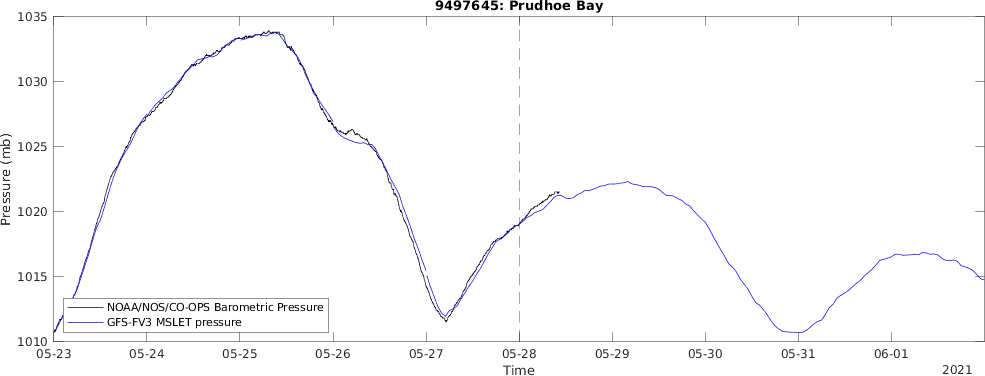 9497645: Prudhoe Bay
Pressure (mb)
1035
1030
1025
1020
1015
1010
NOAA/NOS/CO-OPS Barometric Pressure
GFS-FV3 MSLET pressure
05-23 05-24 05-25 05-26 05-27 05-28 05-29 05-30 05-31 06-01
Time
2021